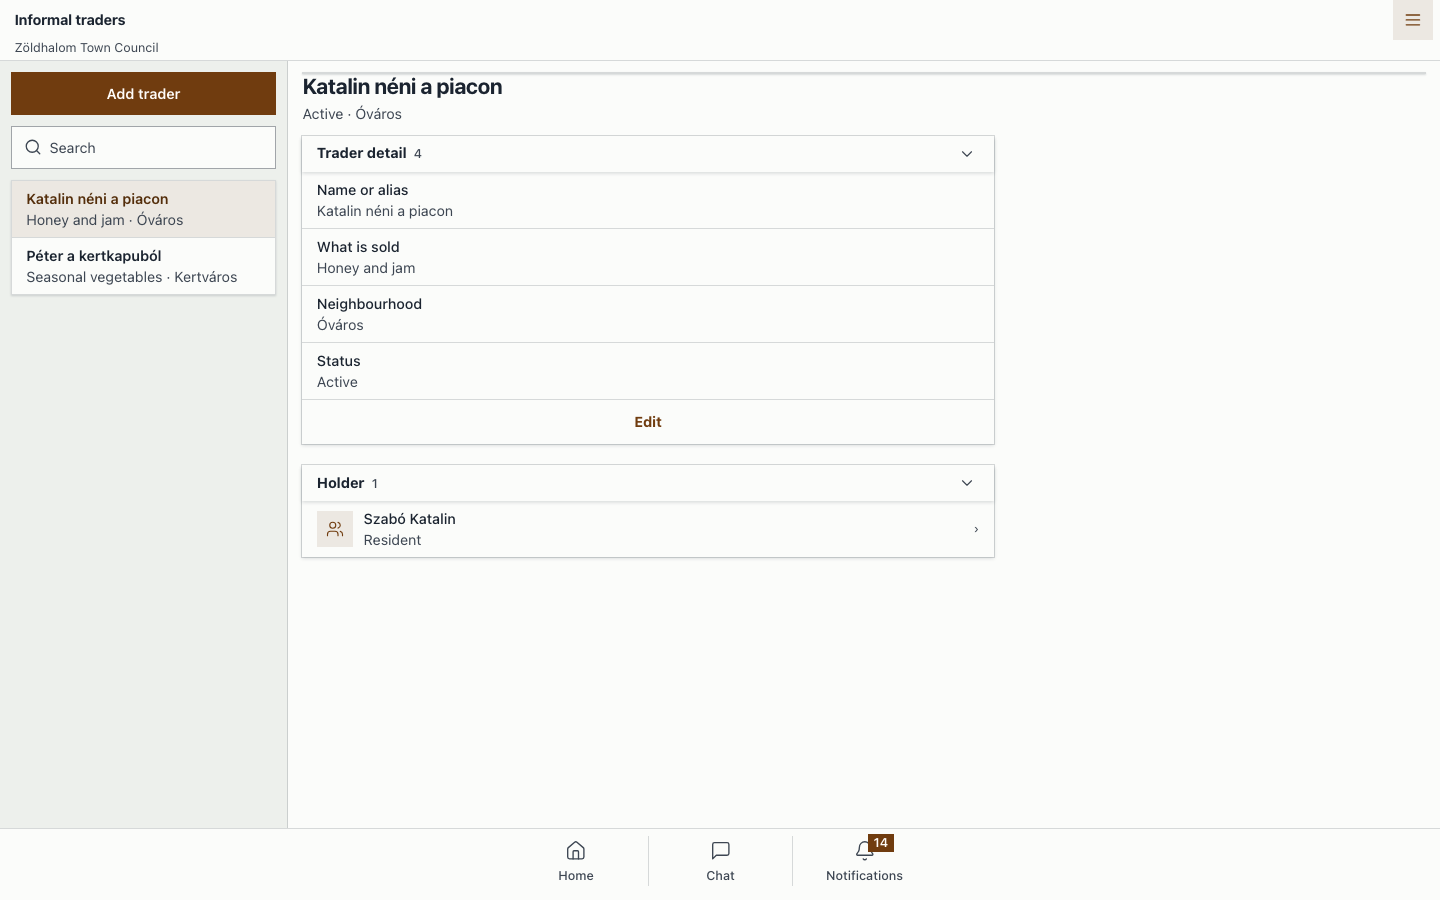 Informal traders
Zöldhalom Town Council
Add trader
Search
Katalin néni a piacon
Honey and jam · Óváros
Péter a kertkapuból
Seasonal vegetables · Kertváros
Katalin néni a piacon
Active · Óváros
Trader detail 4
Name or alias
Katalin néni a piacon
What is sold
Honey and jam
Neighbourhood
Óváros
Status
Active
Edit
Holder 1
Szabó Katalin
Resident
Home
Chat
14
Notifications